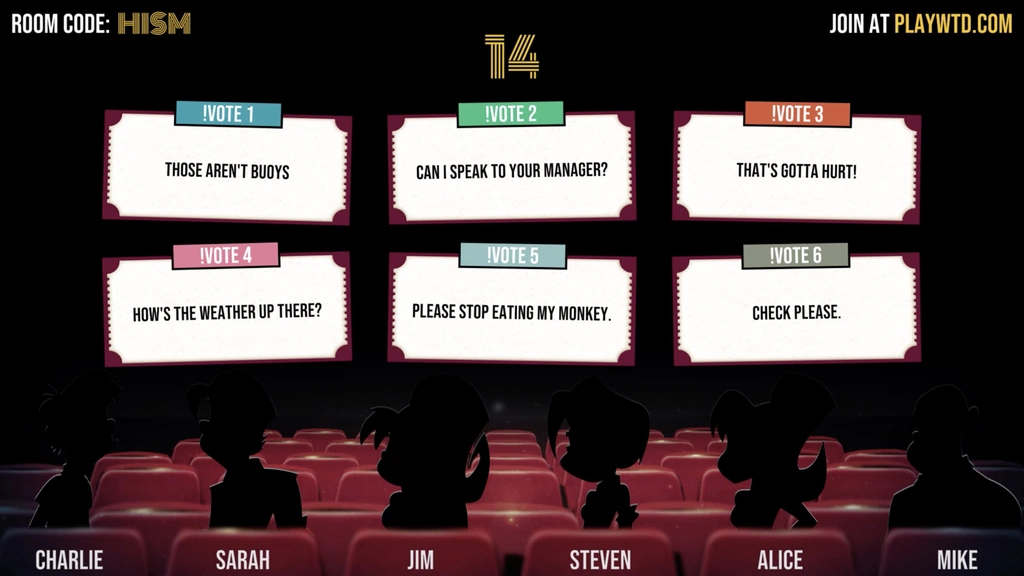 ROOM CODE: HISM
JOIN AT PLAYWTD.COM
14
!VOTE 1
THOSE AREN'T BUOYS
!VOTE 2
CAN I SPEAK TO YOUR MANAGER?
!VOTE 3
THAT'S GOTTA HURT!
!VOTE 4
HOW'S THE WEATHER UP THERE?
!VOTE 5
PLEASE STOP EATING MY MONKEY.
!VOTE 6
CHECK PLEASE.
CHARLIE
SARAH
JIM
STEVEN
ALICE
MIKE